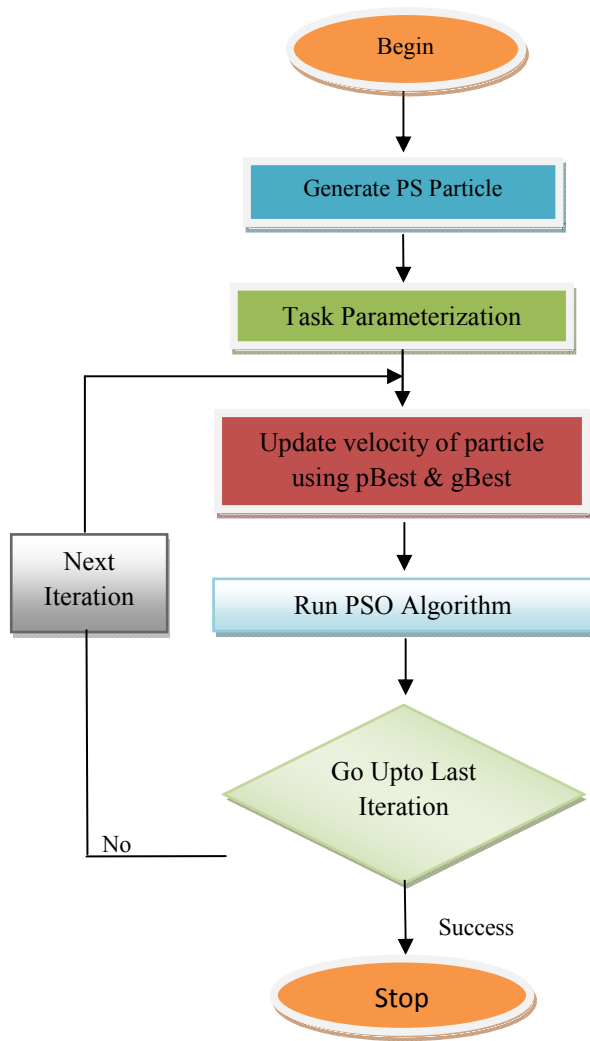 Begin
Generate PS Particle
Task Parameterization
Update velocity of particle
using pBest & gBest
Next
Iteration
Run PSO Algorithm
Go Upto Last
Iteration
No
Success
Stop